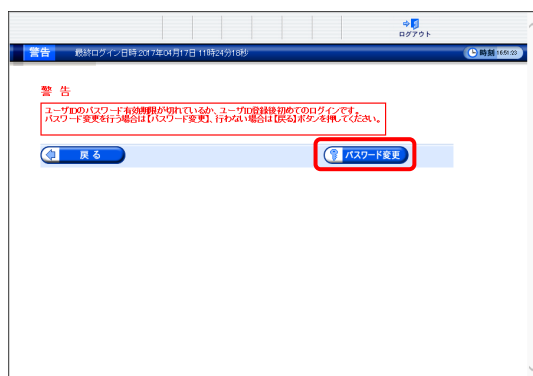 ログアウト
警告 最終ログイン日時 2017年04月17日 11時24分18秒 時刻 16:51:23
警 告
ユーザIDのパスワード有効期限が切れているか、ユーザID登録後初めてのログインです。
パスワード変更を行う場合は【パスワード変更】、行わない場合は【戻る】ボタンを押してください。
戻 る パスワード変更